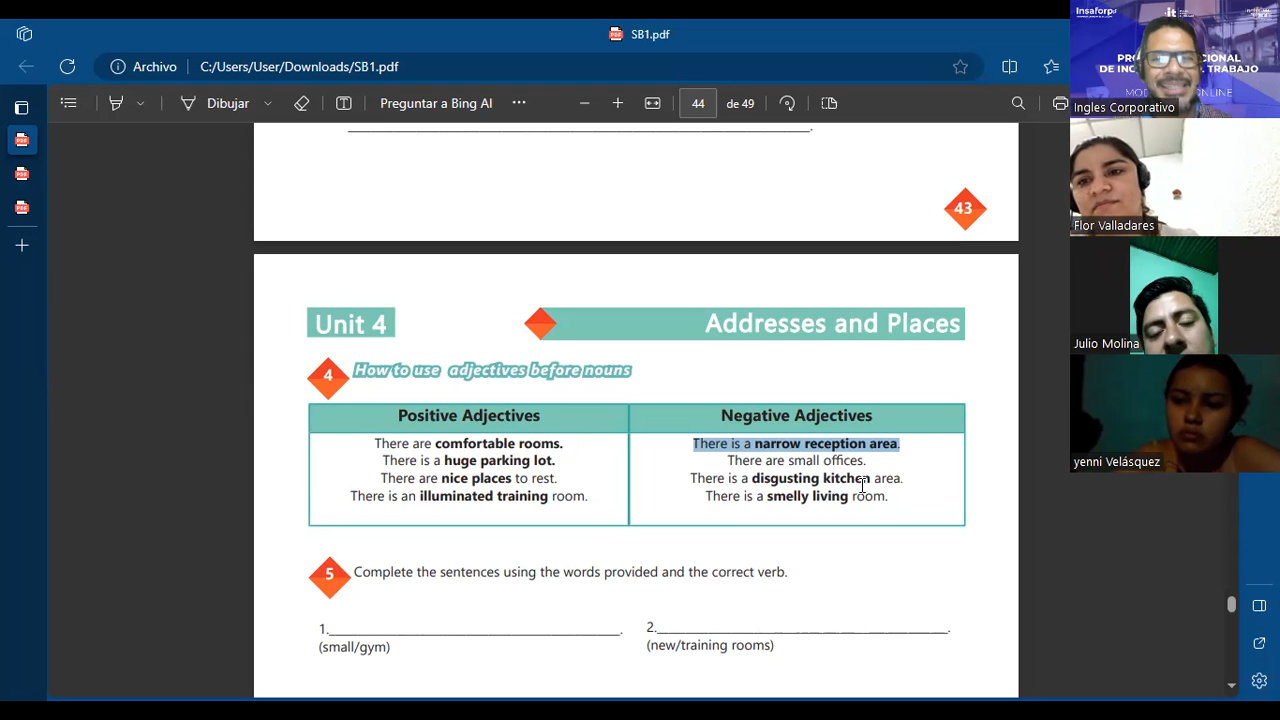 SB1.pdf
Archivo C:/Users/User/Downloads/SB1.pdf
Dibujar Preguntar a Bing AI 44 de 49
43
Unit 4 Addresses and Places
4 How to use adjectives before nouns
Positive Adjectives Negative Adjectives
There are comfortable rooms. There is a narrow reception area.
There is a huge parking lot. There are small offices.
There are nice places to rest. There is a disgusting kitchen area.
There is an illuminated training room. There is a smelly living room.
5 Complete the sentences using the words provided and the correct verb.
1. 2.
(small/gym) (new/training rooms)
Insaforp .it
Ingles Corporativo
Flor Valladares
Julio Molina
yenni Velásquez